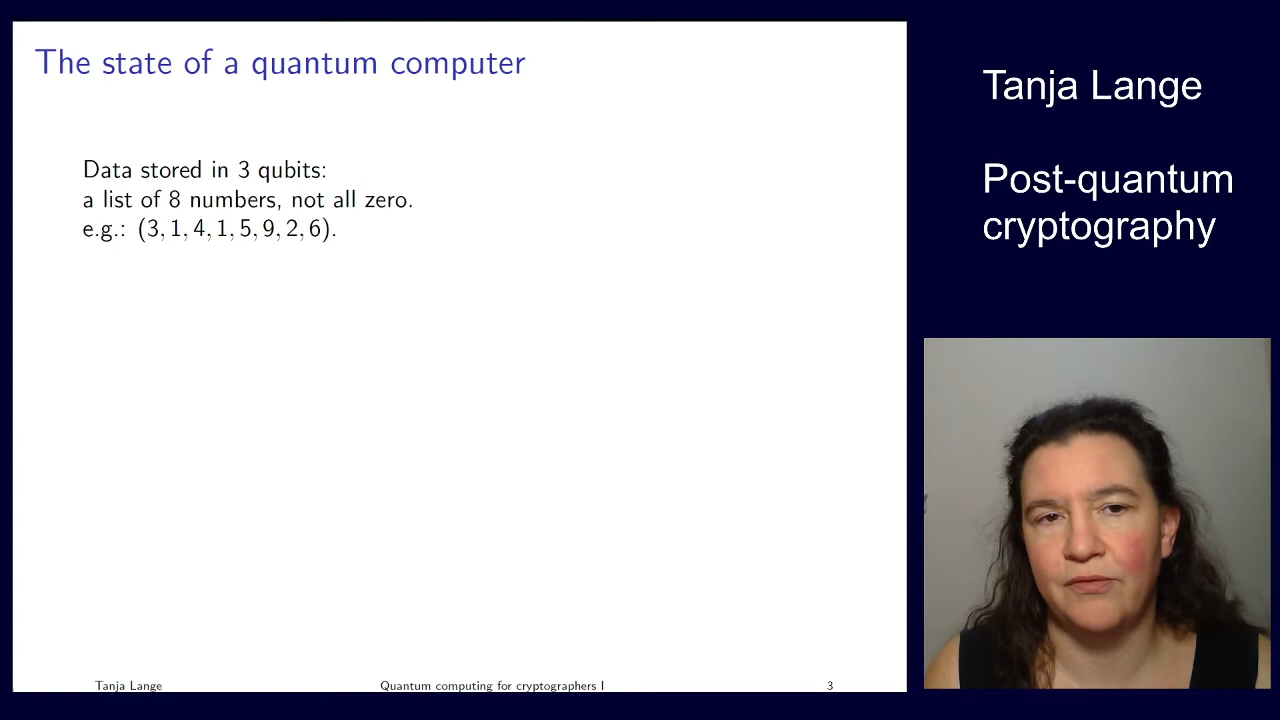 The state of a quantum computer
Data stored in 3 qubits:
a list of 8 numbers, not all zero.
e.g.: (3, 1, 4, 1, 5, 9, 2, 6).
Tanja Lange
Quantum computing for cryptographers I
3
Tanja Lange
Post-quantum
cryptography